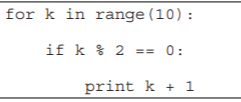 for k in range(10):
    if k % 2 == 0:
        print k + 1